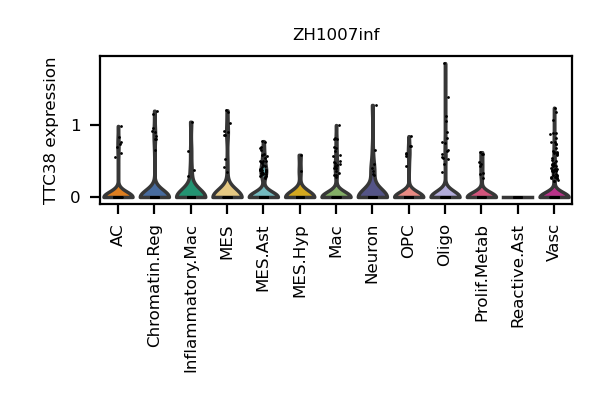 ZH1007inf
TTC38 expression
1
0
AC
Chromatin.Reg
Inflammatory.Mac
MES
MES.Ast
MES.Hyp
Mac
Neuron
OPC
Oligo
Prolif.Metab
Reactive.Ast
Vasc